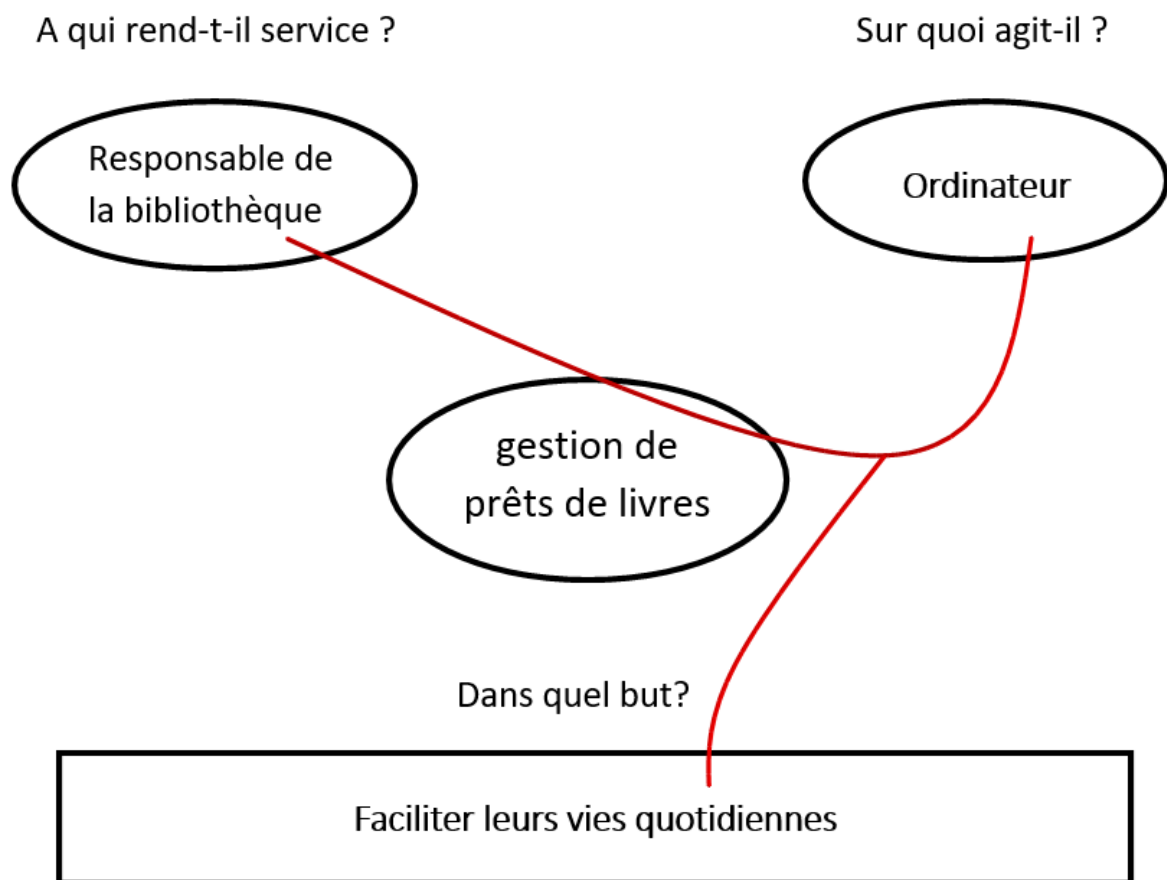 A qui rend-t-il service ?
Sur quoi agit-il ?
Responsable de
la bibliothèque
Ordinateur
gestion de
prêts de livres
Dans quel but?
Faciliter leurs vies quotidiennes